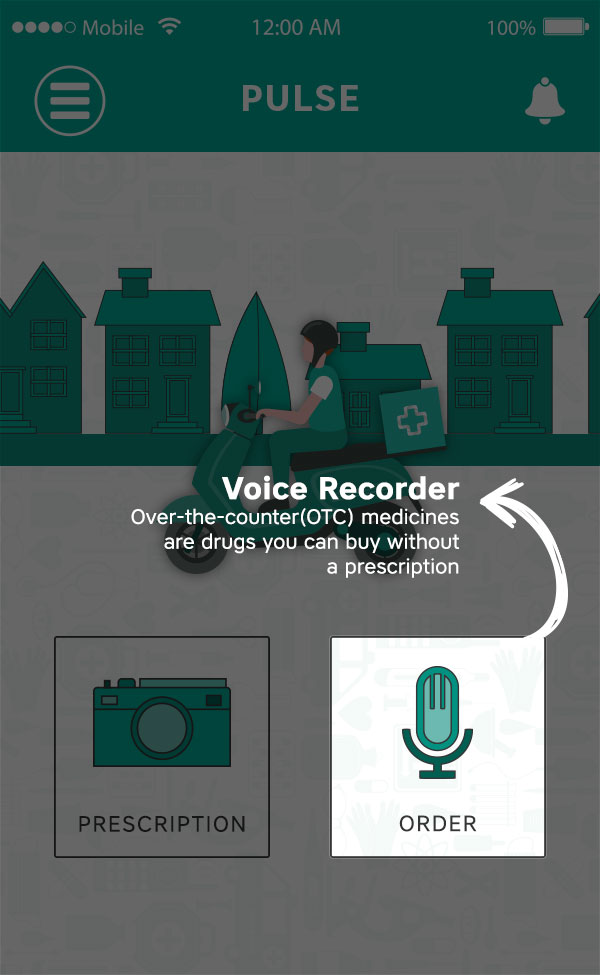 Mobile 12:00 AM 100%
PULSE
Voice Recorder
Over-the-counter(OTC) medicines
are drugs you can buy without
a prescription
PRESCRIPTION
ORDER